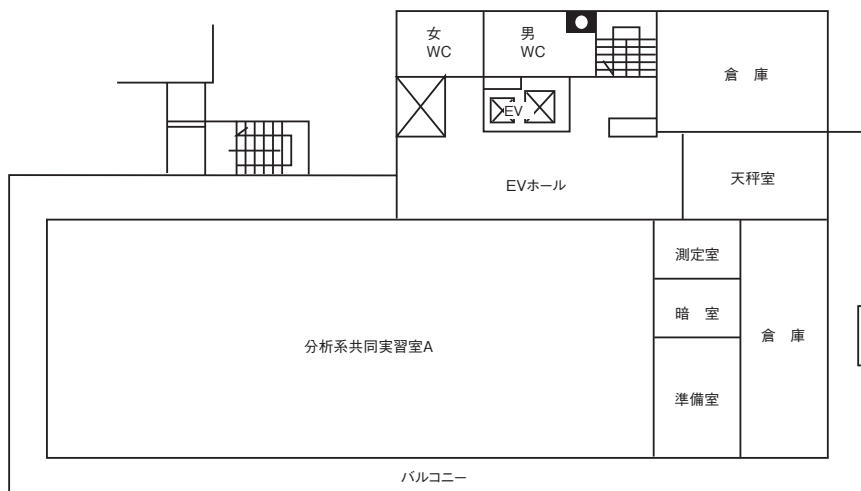 女
WC
男
WC
倉　庫
EV
EVホール
天秤室
測定室
暗　室
倉　庫
分析系共同実習室A
準備室
バルコニー